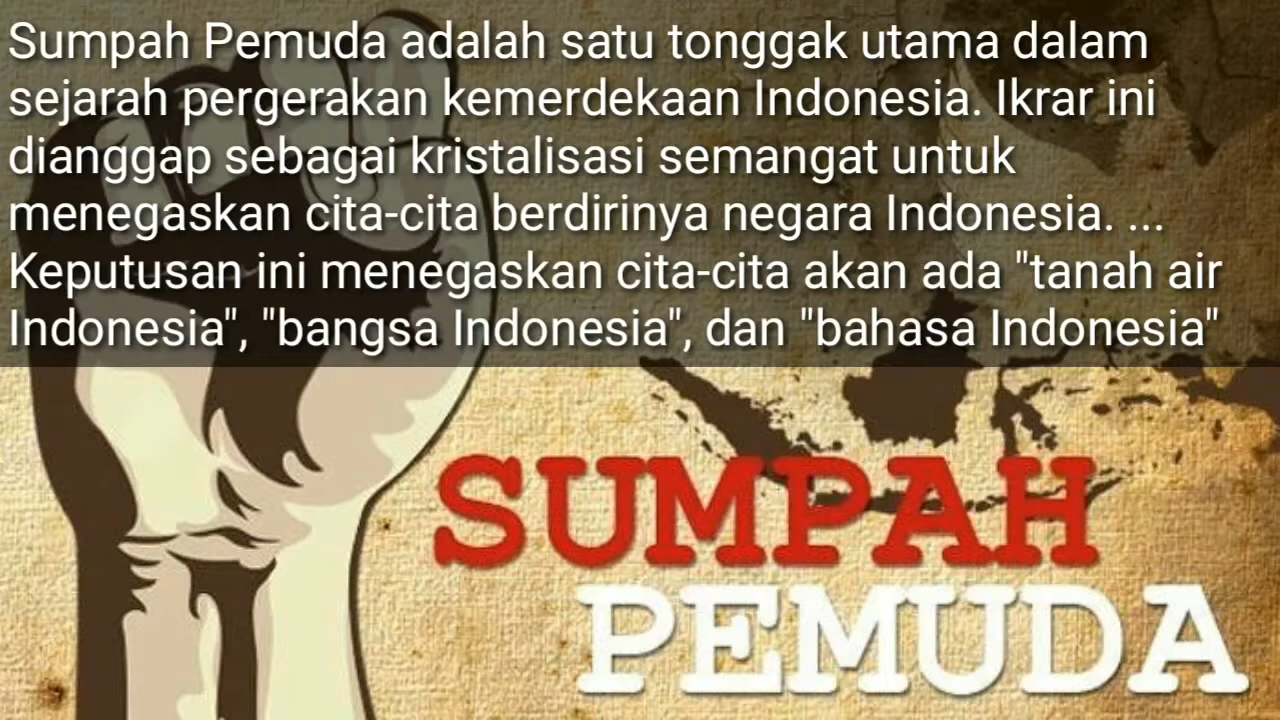 Sumpah Pemuda adalah satu tonggak utama dalam
sejarah pergerakan kemerdekaan Indonesia. Ikrar ini
dianggap sebagai kristalisasi semangat untuk
menegaskan cita-cita berdirinya negara Indonesia. ...
Keputusan ini menegaskan cita-cita akan ada "tanah air
Indonesia", "bangsa Indonesia", dan "bahasa Indonesia"
SUMPAH
PEMUDA